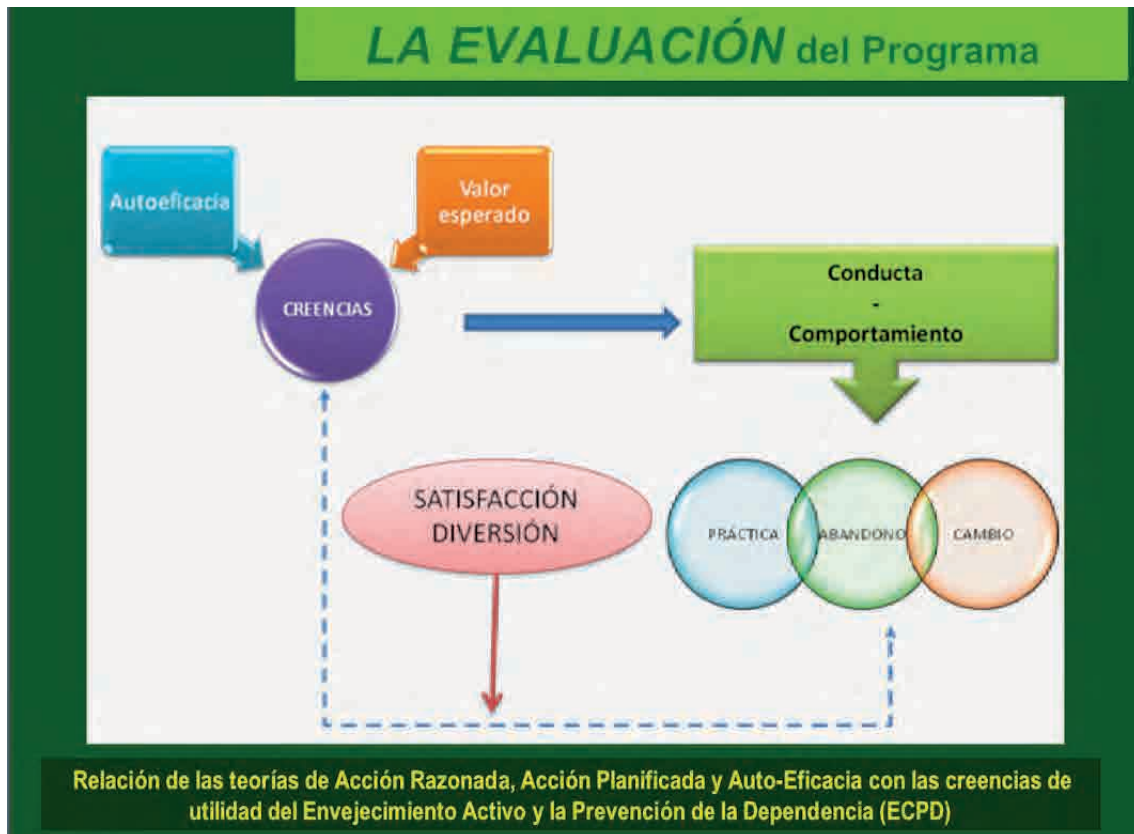 LA EVALUACIÓN del Programa
Autoeficacia
Valor
esperado
CREENCIAS
Conducta
-
Comportamiento
SATISFACCIÓN
DIVERSIÓN
PRÁCTICA
ABANDONO
CAMBIO
Relación de las teorías de Acción Razonada, Acción Planificada y Auto-Eficacia con las creencias de
utilidad del Envejecimiento Activo y la Prevención de la Dependencia (ECPD)